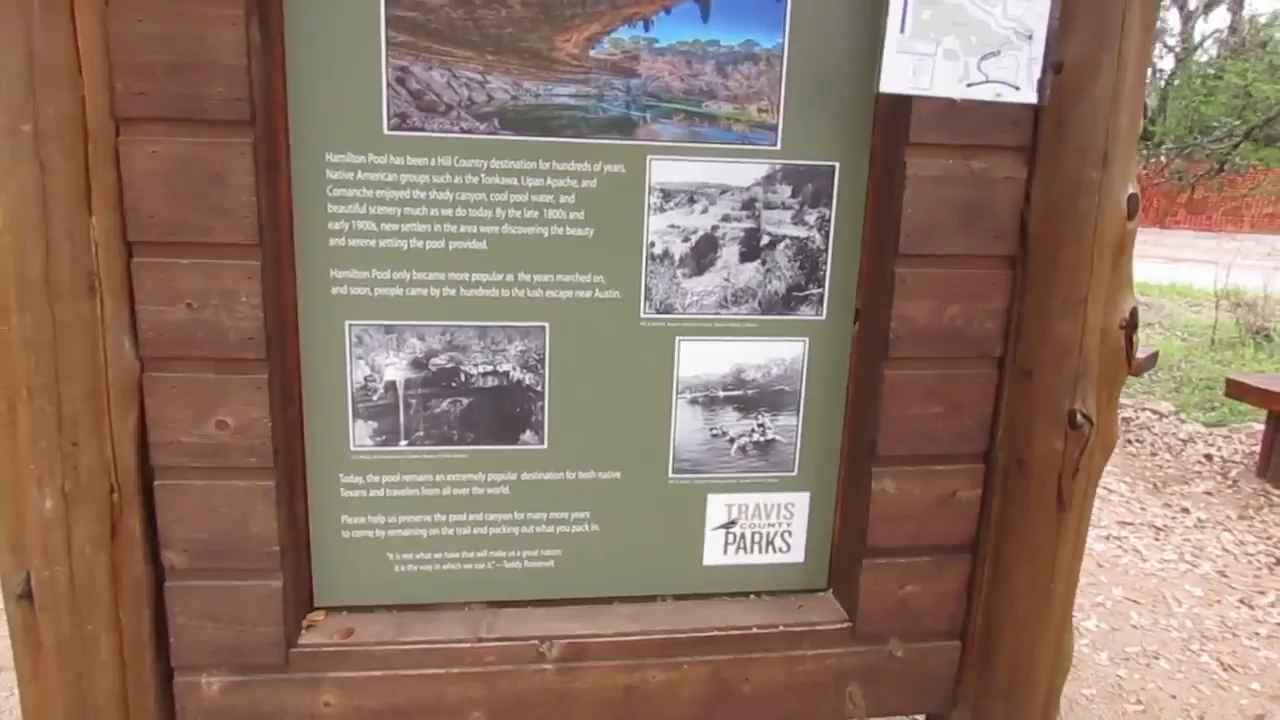 Hamilton Pool has been a Hill Country destination for hundreds of years.
Native American groups such as the Tonkawa, Lipan Apache, and
Comanche enjoyed the shady canyon, cool pool water, and
beautiful scenery much as we do today. By the late 1800s and
early 1900s, new settlers in the area were discovering the beauty
and serene setting the pool provided.
Hamilton Pool only became more popular as the years marched on,
and soon, people came by the hundreds to the lush escape near Austin.
Today, the pool remains an extremely popular destination for both native
Texans and travelers from all over the world.
Please help us preserve the pool and canyon for many more years
to come by remaining on the trail and packing out what you pack in.
"It is not what we have that will make us a great nation;
it is the way in which we use it." —Teddy Roosevelt
TRAVIS
COUNTY
PARKS